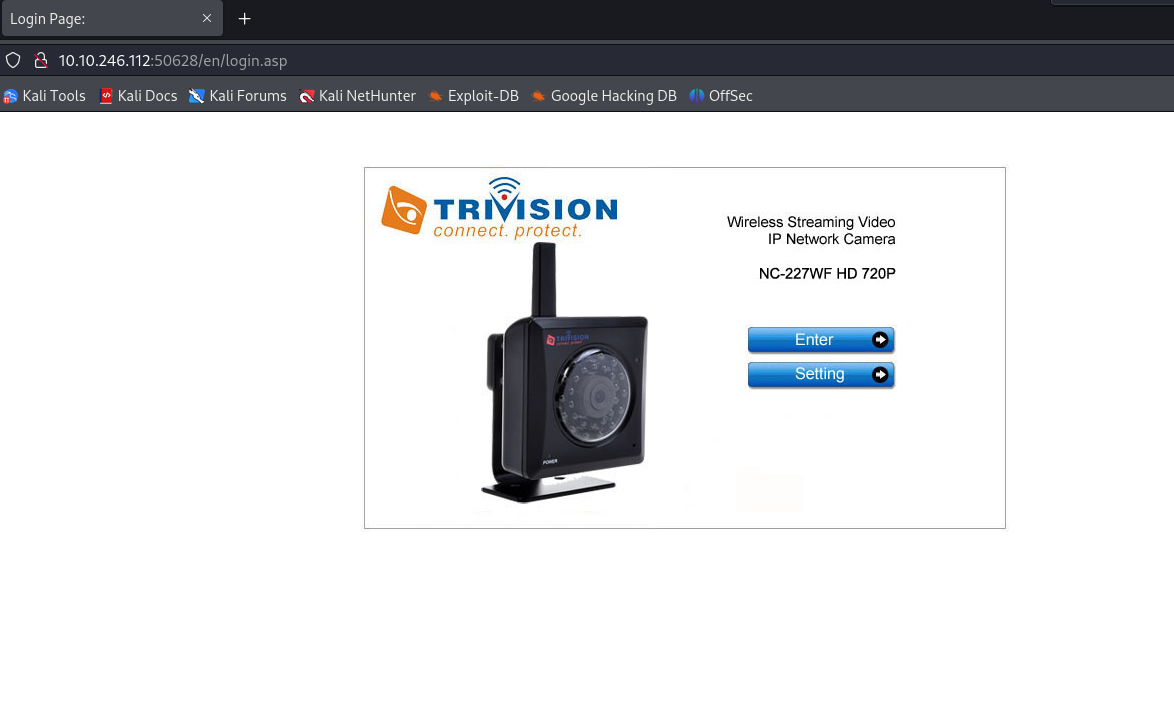 Login Page:
10.10.246.112:50628/en/login.asp
Kali Tools Kali Docs Kali Forums Kali NetHunter Exploit-DB Google Hacking DB OffSec
TRIVISION
connect. protect.
Wireless Streaming Video
IP Network Camera
NC-227WF HD 720P
Enter
Setting
TRIVISION
POWER